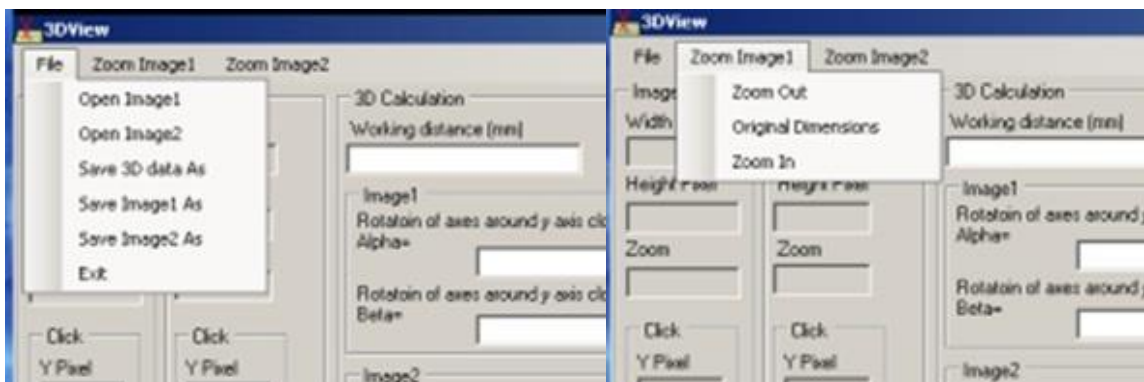 3DView
File Zoom Image1 Zoom Image2
Open Image1
Open Image2
Save 3D data As
Save Image1 As
Save Image2 As
Exit
3D Calculation
Working distance (mm)
Image1
Rotatoin of axes around y axis clo
Alpha=
Rotatoin of axes around y axis clo
Beta=
Click
Y Pixel
Click
Y Pixel
Image2
3DView
File Zoom Image1 Zoom Image2
Zoom Out
Original Dimensions
Zoom In
Image
Width
Height Pixel
Height Pixel
Zoom
Zoom
Click
Y Pixel
Click
Y Pixel
3D Calculation
Working distance (mm)
Image1
Rotatoin of axes around y
Alpha=
Rotatoin of axes around y
Beta=
Image2